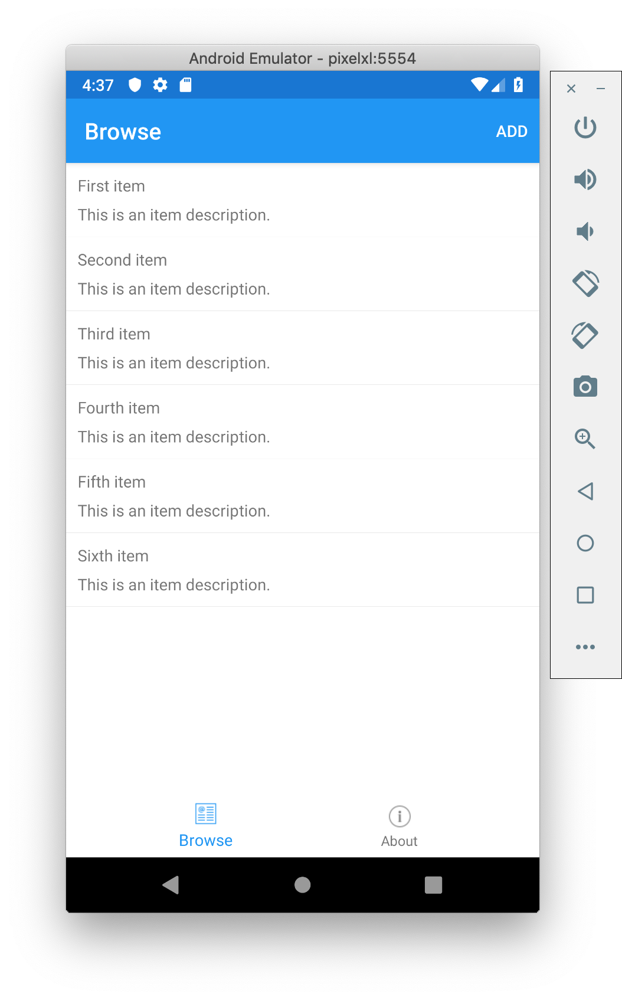 Android Emulator - pixelxl:5554
4:37
Browse
ADD
First item
This is an item description.
Second item
This is an item description.
Third item
This is an item description.
Fourth item
This is an item description.
Fifth item
This is an item description.
Sixth item
This is an item description.
Browse
About